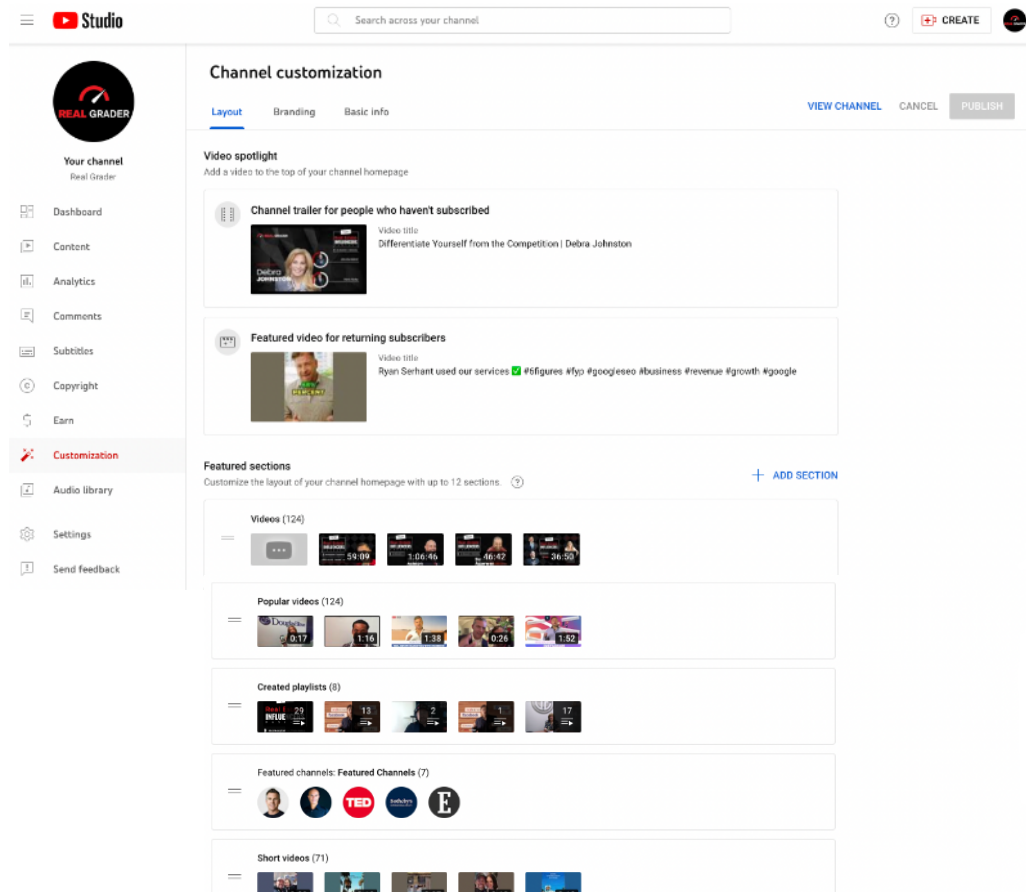 Studio
Search across your channel
CREATE
REAL GRADER
Your channel
Real Grader
Dashboard
Content
Analytics
Comments
Subtitles
Copyright
Earn
Customization
Audio library
Settings
Send feedback
Channel customization
Layout
Branding
Basic info
VIEW CHANNEL
CANCEL
PUBLISH
Video spotlight
Add a video to the top of your channel homepage
Channel trailer for people who haven't subscribed
Debra
JOHNSTON
Video title
Differentiate Yourself from the Competition | Debra Johnston
Featured video for returning subscribers
PERCENT
Video title
Ryan Serhant used our services ✅ #6figures #fyp #googleseo #business #revenue #growth #google
Featured sections
Customize the layout of your channel homepage with up to 12 sections.
ADD SECTION
Videos (124)
59:09
1:06:46
46:42
36:50
Popular videos (124)
0:17
1:16
1:38
0:26
1:52
Created playlists (8)
29
13
2
1
17
Featured channels: Featured Channels (7)
TED
Sotheby's
E
Short videos (71)